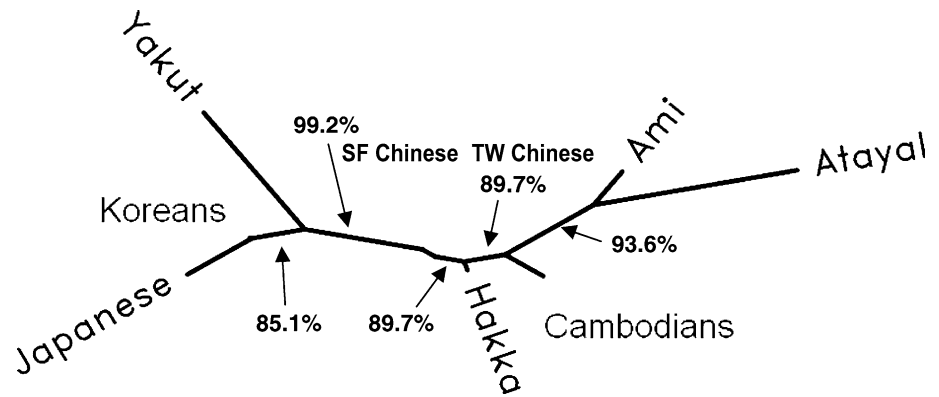 Yakut
99.2%
SF Chinese TW Chinese
89.7%
Ami
Atayal
Koreans
93.6%
Japanese
85.1%
89.7%
Hakka
Cambodians